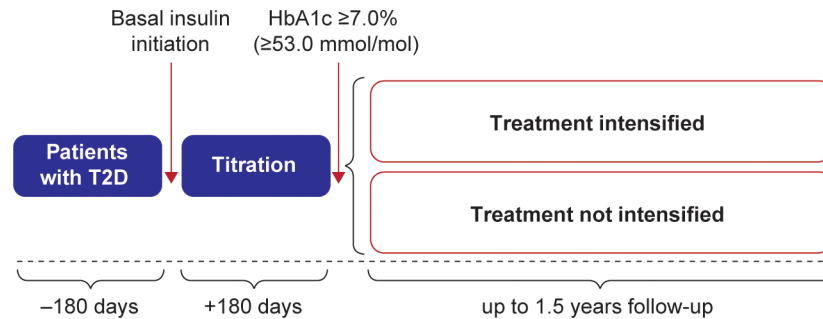 Basal insulin
initiation
HbA1c ≥7.0%
(≥53.0 mmol/mol)
Patients
with T2D
Titration
Treatment intensified
Treatment not intensified
–180 days
+180 days
up to 1.5 years follow-up